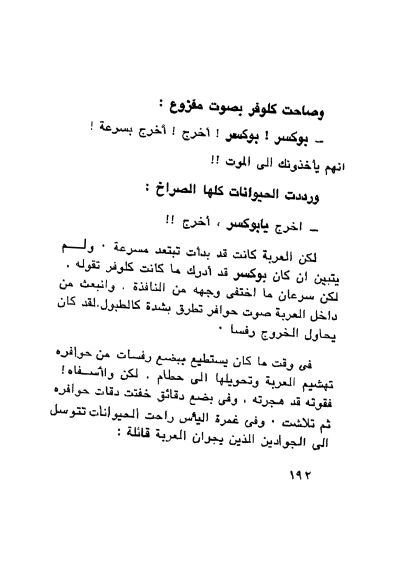 وصاحت كلوفر بصوت مفزوع :
– بوكسر ! بوكسر ! أخرج ! أخرج بسرعة !
انهم يأخذونك الى الموت !!
ورددت الحيوانات كلها الصراخ :
– اخرج يابوكسر ، أخرج !!
لكن العربة كانت قد بدأت تبتعد مسرعة ٠ ولــم
يتبين ان كان بوكسر قد أدرك ما كانت كلوفر تقوله .
لكن سرعان ما اختفى وجهه من النافذة . وانبعث من
داخل العربة صوت حوافر تطرق بشدة كالطبول.لقد كان
يحاول الخروج رفسا ٠
فى وقت ما كان يستطيع ببضع رفسات من حوافره
تهشيم العربة وتحويلها الى حطام . لكن واأسفاه !
فقوته قد هجرته . وفى بضع دقائق خفتت دقات حوافره
ثم تلاشت ٠ وفى غمرة اليأس راحت الحيوانات تتوسل
الى الجوادين الذين يجران العربة قائلة :
١٩٢